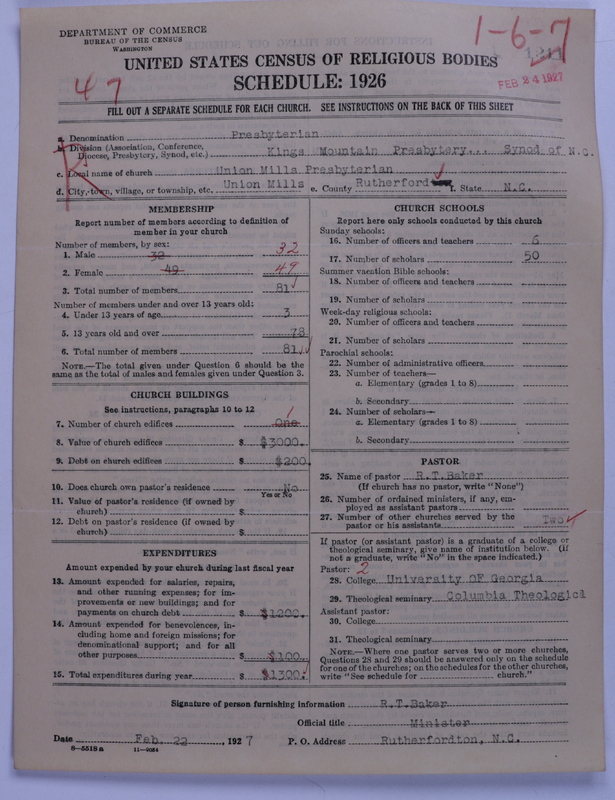 DEPARTMENT OF COMMERCE
BUREAU OF THE CENSUS
WASHINGTON
1-6-7
FEB 24 1927
UNITED STATES CENSUS OF RELIGIOUS BODIES
SCHEDULE: 1926
47
FILL OUT A SEPARATE SCHEDULE FOR EACH CHURCH. SEE INSTRUCTIONS ON THE BACK OF THIS SHEET
a. Denomination Presbyterian
b. Division (Association, Conference, Diocese, Presbytery, Synod, etc.) Kings Mountain Presbytery... Synod of N.C.
c. Local name of church Union Mills Presbyterian
d. City, town, village, or township, etc. Union Mills e. County Rutherford f. State N.C.
MEMBERSHIP
Report number of members according to definition of
member in your church
Number of members, by sex:
1. Male 32 32
2. Female 49 49
3. Total number of members 81
Number of members under and over 13 years old:
4. Under 13 years of age 3
5. 13 years old and over 78
6. Total number of members 81
NOTE.—The total given under Question 6 should be
same as the total of males and females given under Question 3.
CHURCH BUILDINGS
See instructions, paragraphs 10 to 12
7. Number of church edifices One 1
8. Value of church edifices $ $3000.
9. Debt on church edifices $ $200.
10. Does church own pastor's residence No
Yes or No
11. Value of pastor's residence (if owned by
church) $
12. Debt on pastor's residence (if owned by
church) $
EXPENDITURES
Amount expended by your church during last fiscal year
13. Amount expended for salaries, repairs,
and other running expenses; for im-
provements or new buildings; and for
payments on church debt $ $1200.
14. Amount expended for benevolences, in-
cluding home and foreign missions; for
denominational support; and for all
other purposes $ $100.
15. Total expenditures during year $ $1300.
CHURCH SCHOOLS
Report here only schools conducted by this church
Sunday schools:
16. Number of officers and teachers 6
17. Number of scholars 50
Summer vacation Bible schools:
18. Number of officers and teachers
19. Number of scholars
Week-day religious schools:
20. Number of officers and teachers
21. Number of scholars
Parochial schools:
22. Number of administrative officers
23. Number of teachers—
a. Elementary (grades 1 to 8)
b. Secondary
24. Number of scholars—
a. Elementary (grades 1 to 8)
b. Secondary
PASTOR
25. Name of pastor R.T.Baker
(If church has no pastor, write "None")
26. Number of ordained ministers, if any, em-
ployed as assistant pastors
27. Number of other churches served by the
pastor or his assistants Two
If pastor (or assistant pastor) is a graduate of a college or
theological seminary, give name of institution below. (If
not a graduate, write "No" in the space indicated.)
Pastor: 2
28. College University OF Georgia
29. Theological seminary Columbia Theologica
Assistant pastor:
30. College
31. Theological seminary
NOTE.—Where one pastor serves two or more churches,
Questions 28 and 29 should be answered only on the schedule
for one of the churches; on the schedules for the other churches,
write "See schedule for church."
Signature of person furnishing information R.T.Baker
Official title Minister
Date Feb. 22, 1927 P. O. Address Rutherfordton, N.C.
8-5518a 11-9054